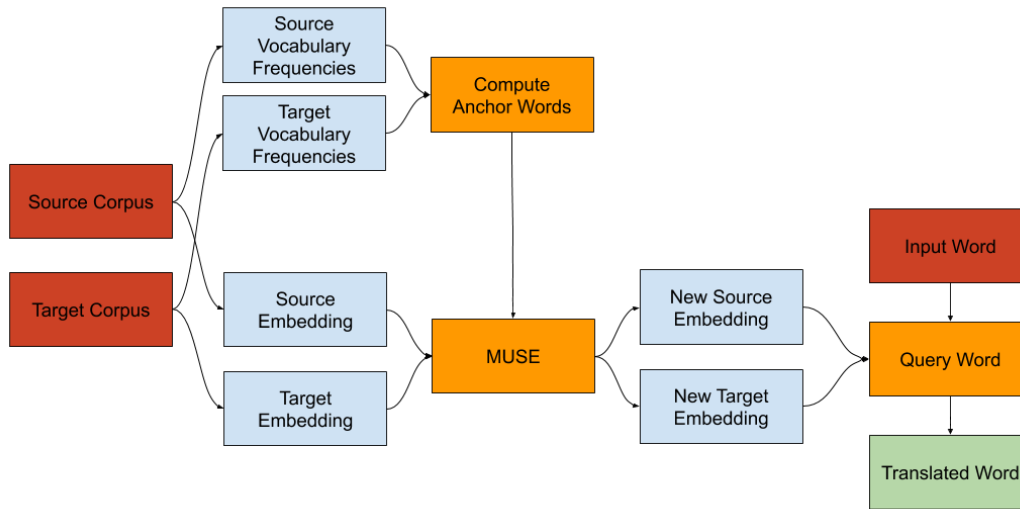 Source
Vocabulary
Frequencies
Target
Vocabulary
Frequencies
Compute
Anchor Words
Source Corpus
Target Corpus
Source
Embedding
Target
Embedding
MUSE
New Source
Embedding
New Target
Embedding
Input Word
Query Word
Translated Word